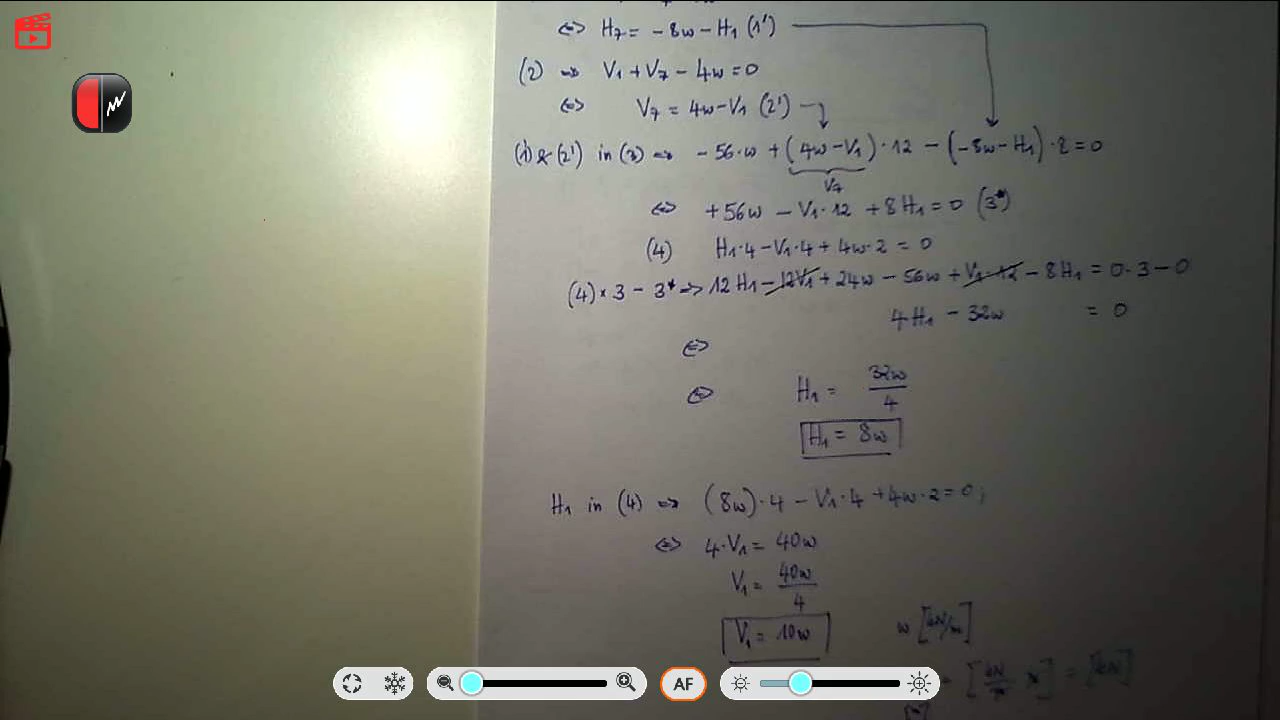 ⇔ H₇ = -8w - H₁ (1')
(2) ⇒ V₁ + V₇ - 4w = 0
⇔ V₇ = 4w - V₁ (2')
(1') & (2') in (3) ⇒ -56·w + (4w - V₁)·12 - (-8w - H₁)·8 = 0
V₇
⇔ +56w - V₁·12 + 8H₁ = 0 (3*)
(4) H₁·4 - V₁·4 + 4w·2 = 0
(4) × 3 - 3* ⇒ 12H₁ - 12V₁ + 24w - 56w + V₁·12 - 8H₁ = 0·3 - 0
4H₁ - 32w = 0
⇔
⇔ H₁ = 32w/4
H₁ = 8w
H₁ in (4) ⇒ (8w)·4 - V₁·4 + 4w·2 = 0;
⇔ 4·V₁ = 40w
V₁ = 40w/4
V₁ = 10w w [kN/m]
[kN/m · m] = [kN]
AF